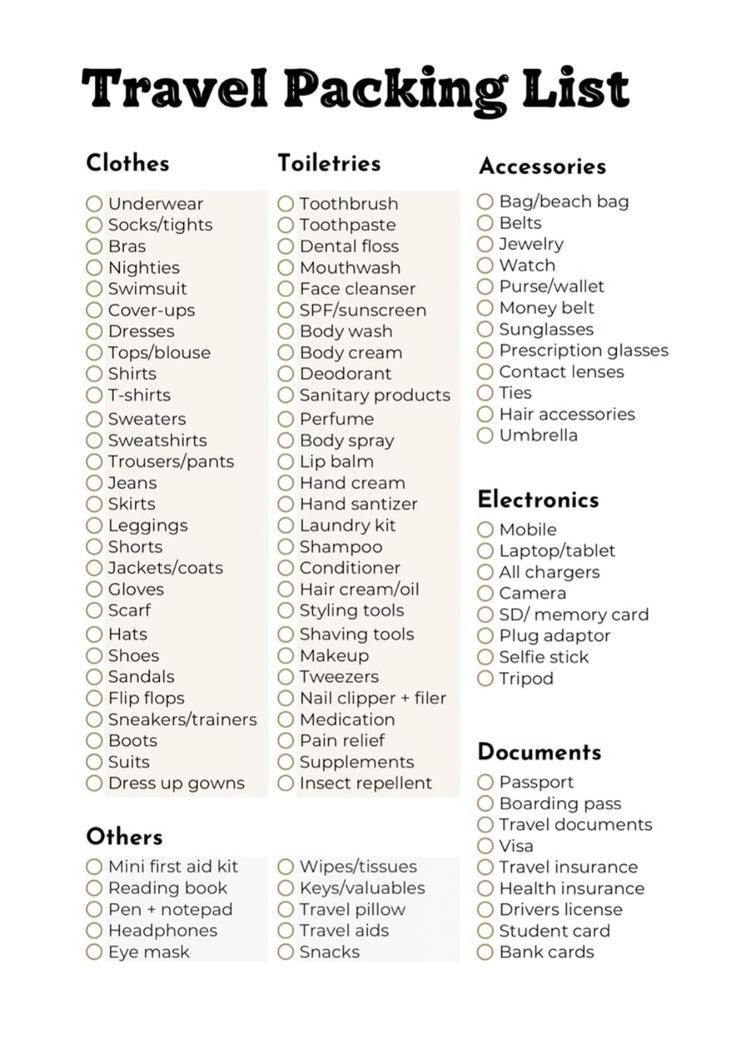 Travel Packing List
Clothes
Underwear
Socks/tights
Bras
Nighties
Swimsuit
Cover-ups
Dresses
Tops/blouse
Shirts
T-shirts
Sweaters
Sweatshirts
Trousers/pants
Jeans
Skirts
Leggings
Shorts
Jackets/coats
Gloves
Scarf
Hats
Shoes
Sandals
Flip flops
Sneakers/trainers
Boots
Suits
Dress up gowns
Toiletries
Toothbrush
Toothpaste
Dental floss
Mouthwash
Face cleanser
SPF/sunscreen
Body wash
Body cream
Deodorant
Sanitary products
Perfume
Body spray
Lip balm
Hand cream
Hand santizer
Laundry kit
Shampoo
Conditioner
Hair cream/oil
Styling tools
Shaving tools
Makeup
Tweezers
Nail clipper + filer
Medication
Pain relief
Supplements
Insect repellent
Accessories
Bag/beach bag
Belts
Jewelry
Watch
Purse/wallet
Money belt
Sunglasses
Prescription glasses
Contact lenses
Ties
Hair accessories
Umbrella
Electronics
Mobile
Laptop/tablet
All chargers
Camera
SD/ memory card
Plug adaptor
Selfie stick
Tripod
Documents
Passport
Boarding pass
Travel documents
Visa
Travel insurance
Health insurance
Drivers license
Student card
Bank cards
Others
Mini first aid kit
Reading book
Pen + notepad
Headphones
Eye mask
Wipes/tissues
Keys/valuables
Travel pillow
Travel aids
Snacks